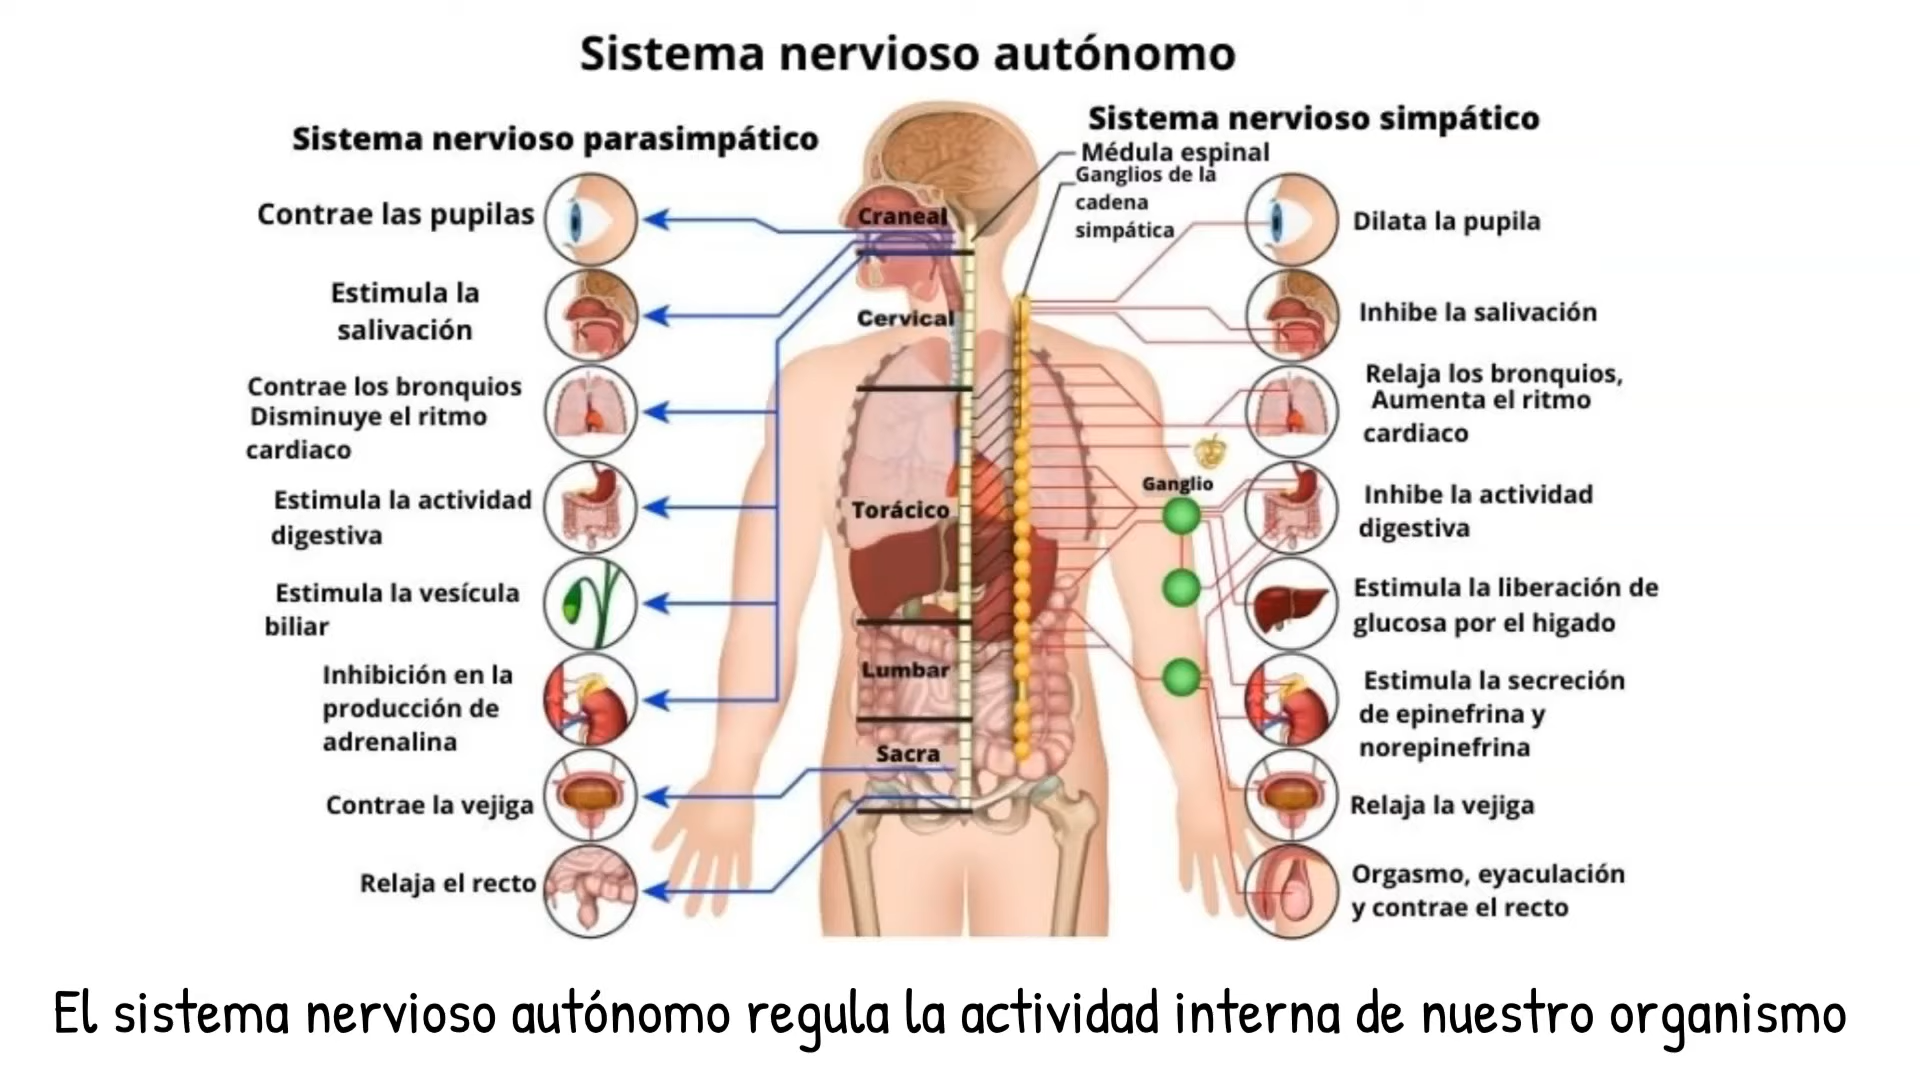 Sistema nervioso autónomo
Sistema nervioso parasimpático
Contrae las pupilas
Estimula la
salivación
Contrae los bronquios
Disminuye el ritmo
cardiaco
Estimula la actividad
digestiva
Estimula la vesícula
biliar
Inhibición en la
producción de
adrenalina
Contrae la vejiga
Relaja el recto
Craneal
Cervical
Torácico
Lumbar
Sacra
Sistema nervioso simpático
Médula espinal
Ganglios de la
cadena
simpática
Ganglio
Dilata la pupila
Inhibe la salivación
Relaja los bronquios,
Aumenta el ritmo
cardiaco
Inhibe la actividad
digestiva
Estimula la liberación de
glucosa por el higado
Estimula la secreción
de epinefrina y
norepinefrina
Relaja la vejiga
Orgasmo, eyaculación
y contrae el recto
El sistema nervioso autónomo regula la actividad interna de nuestro organismo